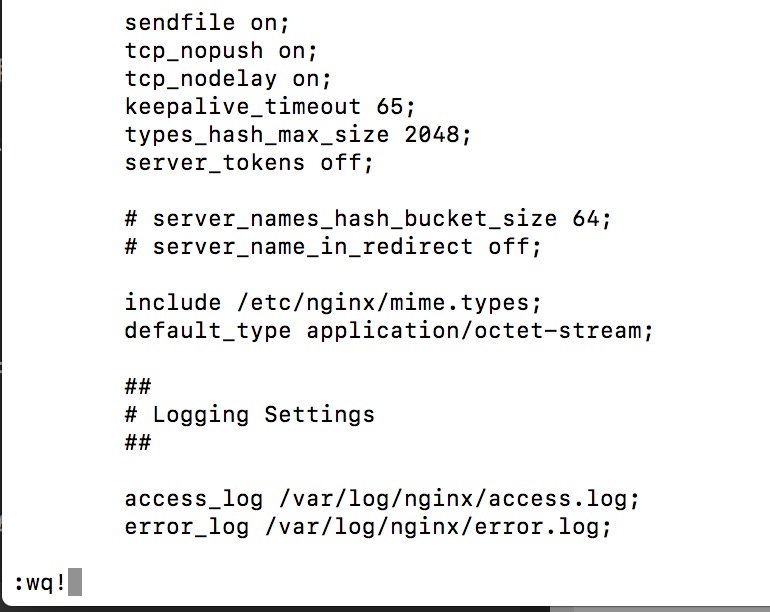 sendfile on;
tcp_nopush on;
tcp_nodelay on;
keepalive_timeout 65;
types_hash_max_size 2048;
server_tokens off;
# server_names_hash_bucket_size 64;
# server_name_in_redirect off;
include /etc/nginx/mime.types;
default_type application/octet-stream;
##
# Logging Settings
##
access_log /var/log/nginx/access.log;
error_log /var/log/nginx/error.log;
:wq!